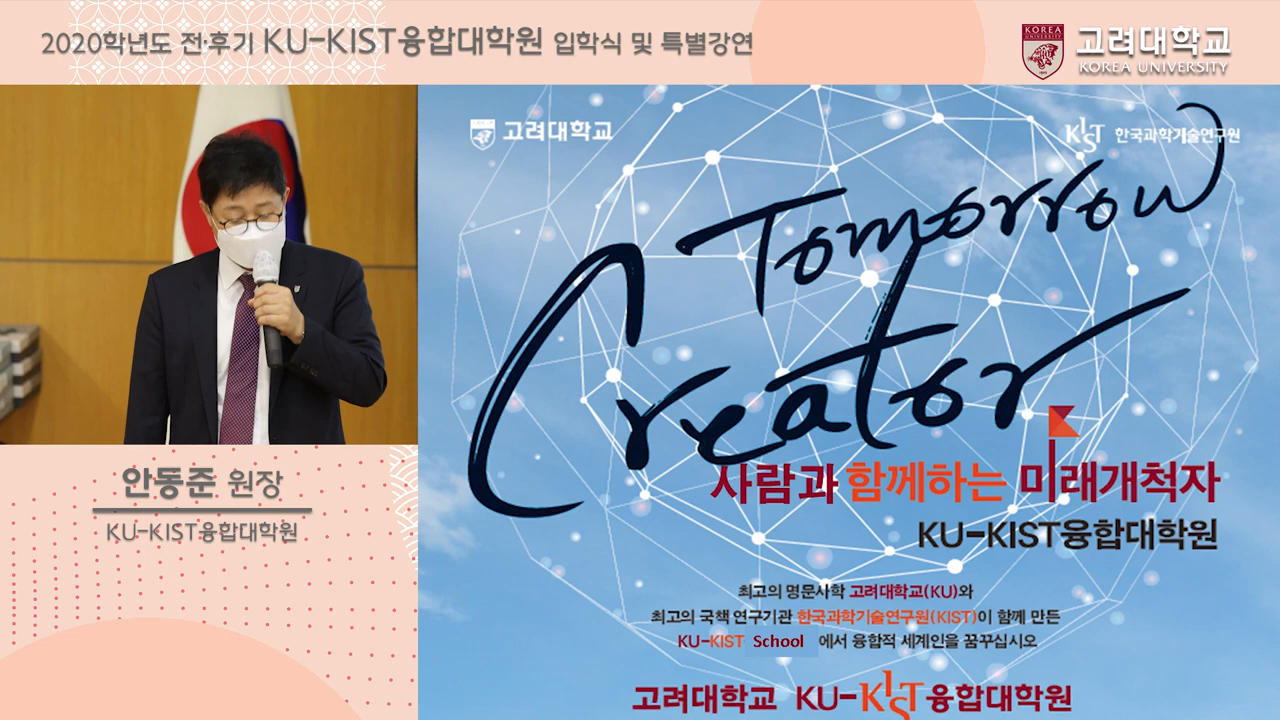 2020학년도 전·후기 KU-KIST융합대학원 입학식 및 특별강연
KOREA
UNIVERSITY
고려대학교
KOREA UNIVERSITY
안동준 원장
KU-KIST융합대학원
고려대학교
KIST 한국과학기술연구원
Tomorrow
Creator
사람과 함께하는 미래개척자
KU-KIST융합대학원
최고의 명문사학 고려대학교(KU)와
최고의 국책 연구기관 한국과학기술연구원(KIST)이 함께 만든
KU-KIST School 에서 융합적 세계인을 꿈꾸십시오
고려대학교 KU-KIST융합대학원